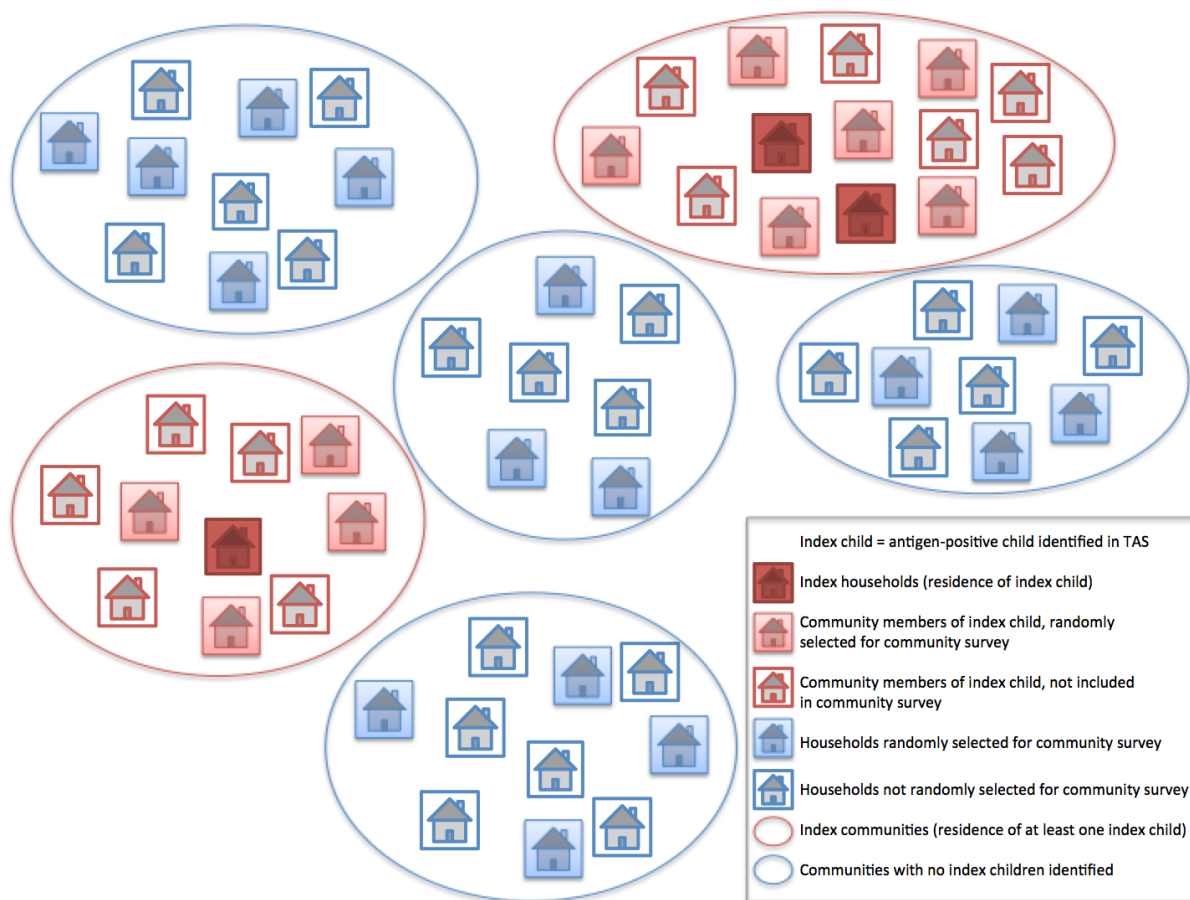 Index child = antigen-positive child identified in TAS
Index households (residence of index child)
Community members of index child, randomly
selected for community survey
Community members of index child, not included
in community survey
Households randomly selected for community survey
Households not randomly selected for community survey
Index communities (residence of at least one index child)
Communities with no index children identified